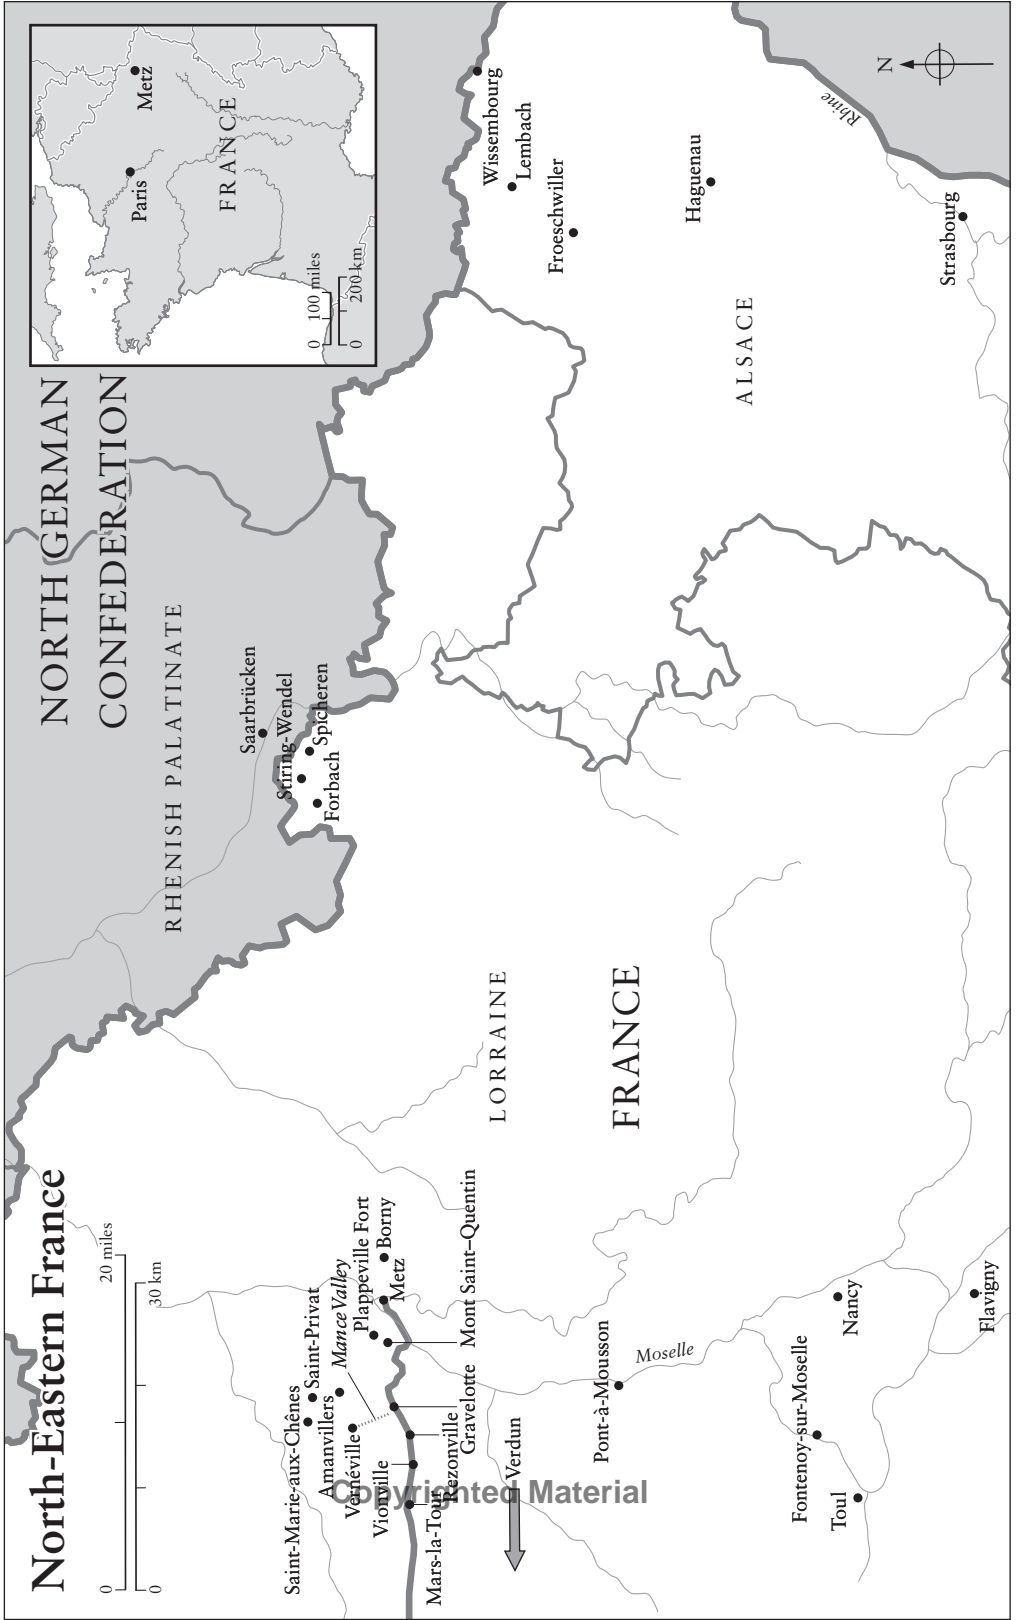 North-Eastern France
0
20 miles
0
30 km
NORTH GERMAN
CONFEDERATION
RHENISH PALATINATE
FRANCE
LORRAINE
ALSACE
Saint-Marie-aux-Chênes
Saint-Privat
Amanvillers
Mance Valley
Vernéville
Plappeville Fort
Borny
Metz
Mont Saint-Quentin
Gravelotte
Rezonville
Vionville
Mars-la-Tour
Verdun
Pont-à-Mousson
Moselle
Fontenoy-sur-Moselle
Toul
Nancy
Flavigny
Saarbrücken
Stiring-Wendel
Spicheren
Forbach
Wissembourg
Lembach
Froeschwiller
Haguenau
Strasbourg
Rhine
N
Paris
Metz
FRANCE
0
100 miles
0
200 km
Copyrighted Material